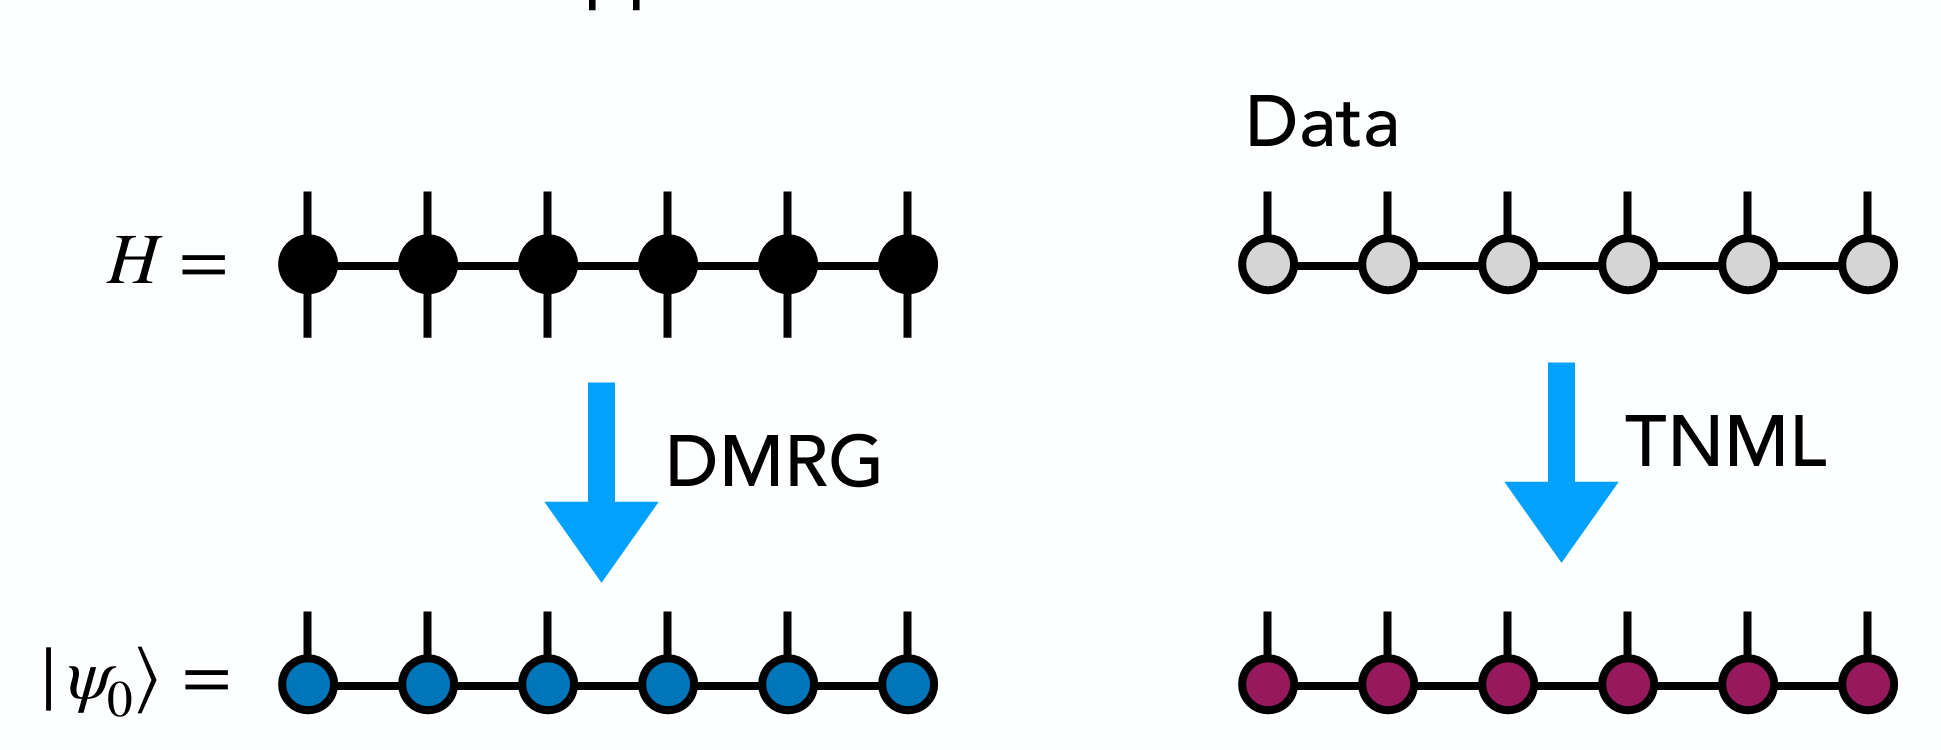 Data
H =
DMRG
TNML
|ψ₀⟩ =